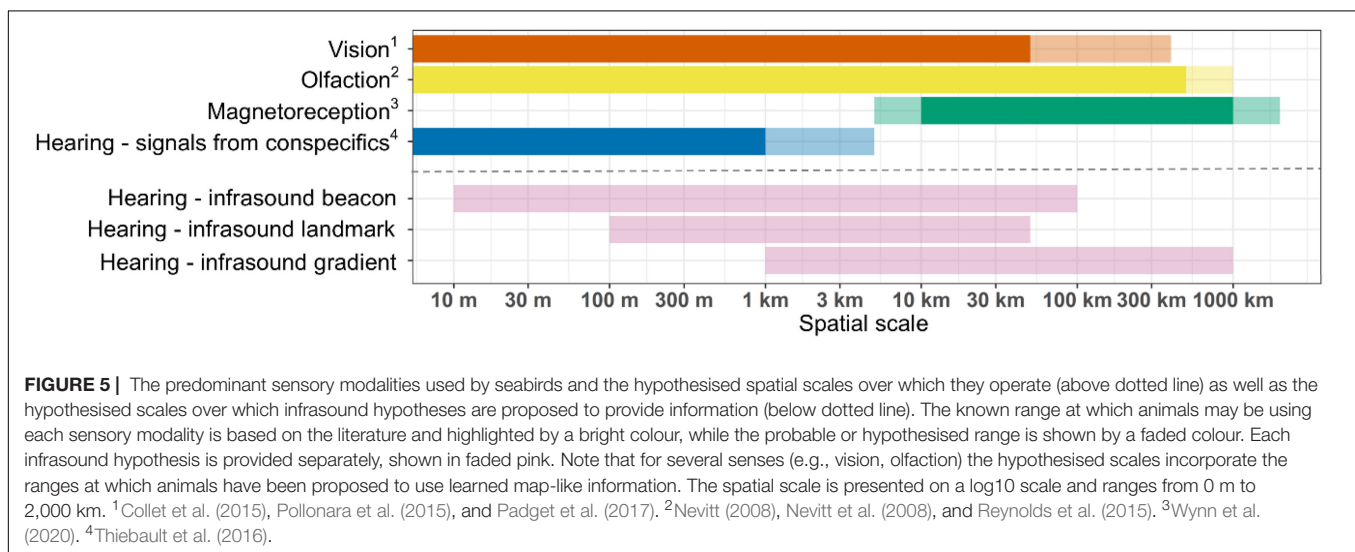 Vision¹
Olfaction²
Magnetoreception³
Hearing - signals from conspecifics⁴
Hearing - infrasound beacon
Hearing - infrasound landmark
Hearing - infrasound gradient
10 m 30 m 100 m 300 m 1 km 3 km 10 km 30 km 100 km 300 km 1000 km
Spatial scale
FIGURE 5 | The predominant sensory modalities used by seabirds and the hypothesised spatial scales over which they operate (above dotted line) as well as the
hypothesised scales over which infrasound hypotheses are proposed to provide information (below dotted line). The known range at which animals may be using
each sensory modality is based on the literature and highlighted by a bright colour, while the probable or hypothesised range is shown by a faded colour. Each
infrasound hypothesis is provided separately, shown in faded pink. Note that for several senses (e.g., vision, olfaction) the hypothesised scales incorporate the
ranges at which animals have been proposed to use learned map-like information. The spatial scale is presented on a log10 scale and ranges from 0 m to
2,000 km. ¹Collet et al. (2015), Pollonara et al. (2015), and Padget et al. (2017). ²Nevitt (2008), Nevitt et al. (2008), and Reynolds et al. (2015). ³Wynn et al.
(2020). ⁴Thiebault et al. (2016).